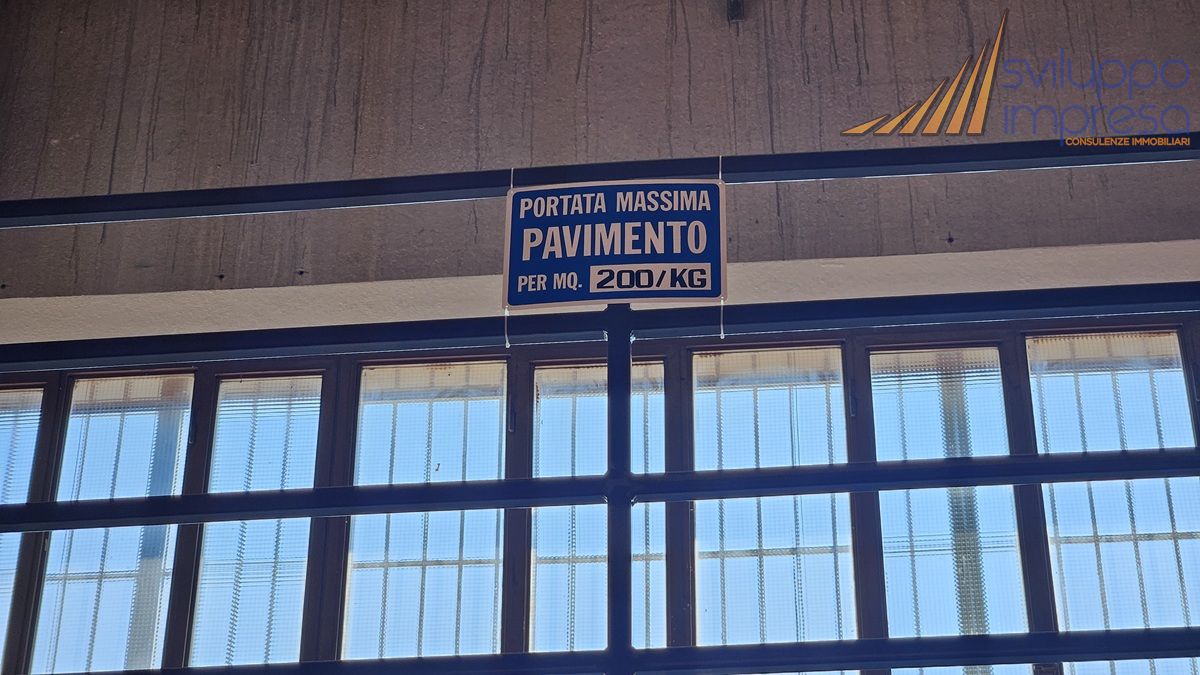 sviluppo
impresa
CONSULENZE IMMOBILIARI
PORTATA MASSIMA
PAVIMENTO
PER MQ. 200/KG